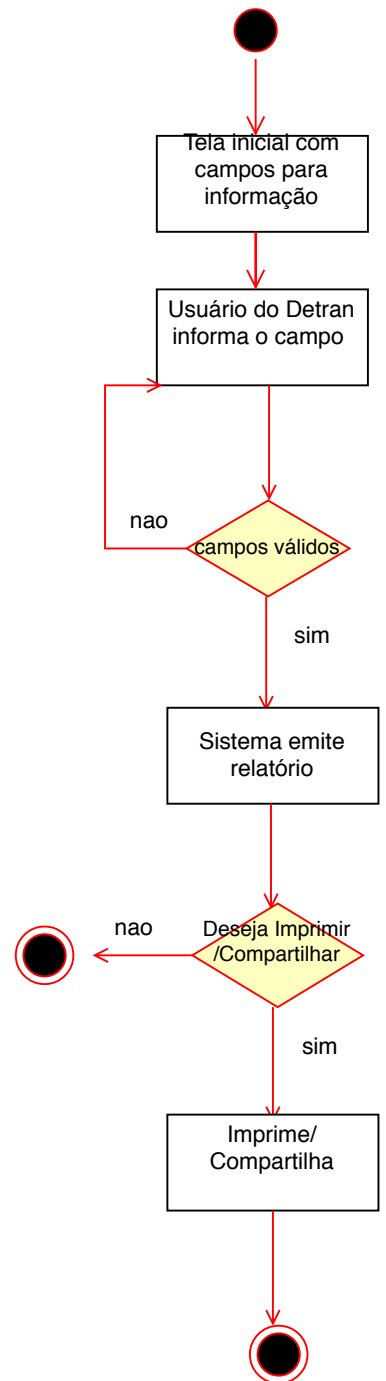 Tela inicial com
campos para
informação
Usuário do Detran
informa o campo
nao
campos válidos
sim
Sistema emite
relatório
nao
Deseja Imprimir
/Compartilhar
sim
Imprime/
Compartilha